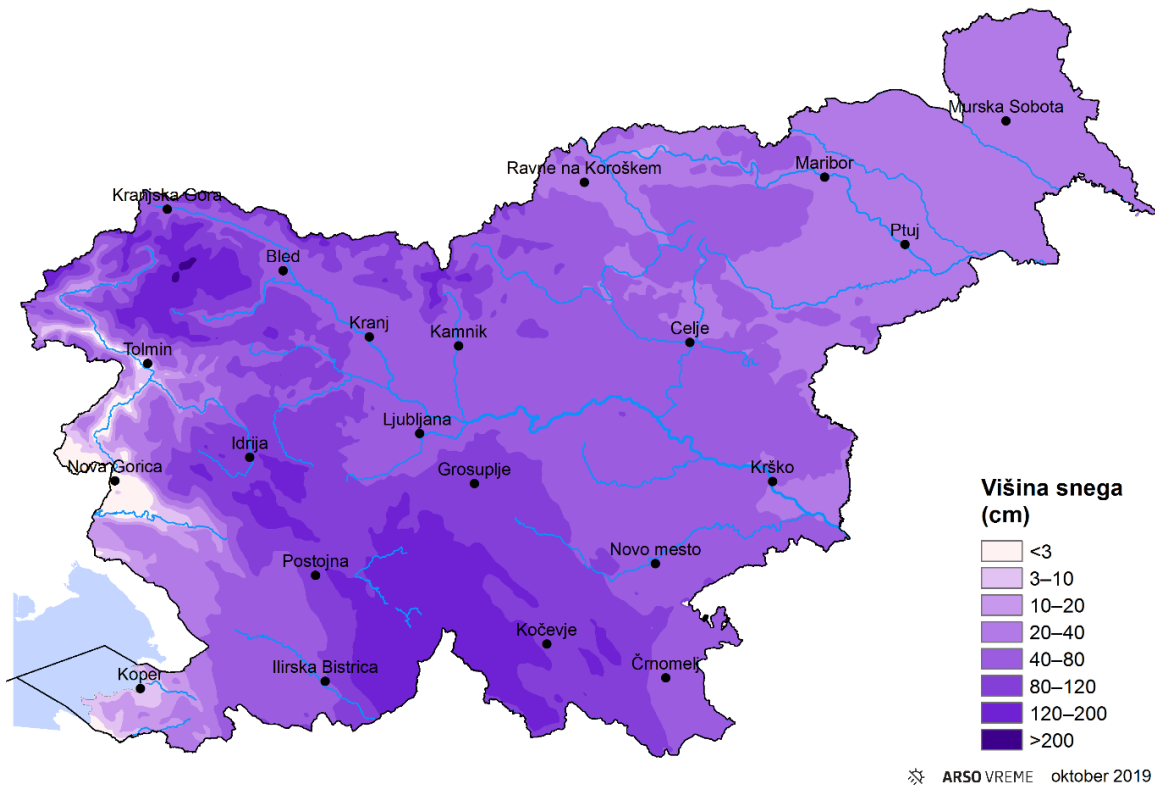 Murska Sobota
Ravne na Koroškem
Maribor
Kranjska Gora
Ptuj
Bled
Kranj
Kamnik
Celje
Tolmin
Ljubljana
Idrija
Nova Gorica
Grosuplje
Krško
Postojna
Novo mesto
Kočevje
Ilirska Bistrica
Črnomelj
Koper
Višina snega
(cm)
<3
3–10
10–20
20–40
40–80
80–120
120–200
>200
ARSO VREME oktober 2019